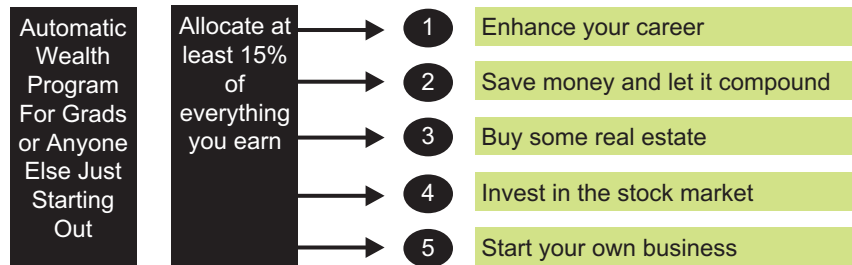 Automatic
Wealth
Program
For Grads
or Anyone
Else Just
Starting
Out
Allocate at
least 15%
of
everything
you earn
1 Enhance your career
2 Save money and let it compound
3 Buy some real estate
4 Invest in the stock market
5 Start your own business